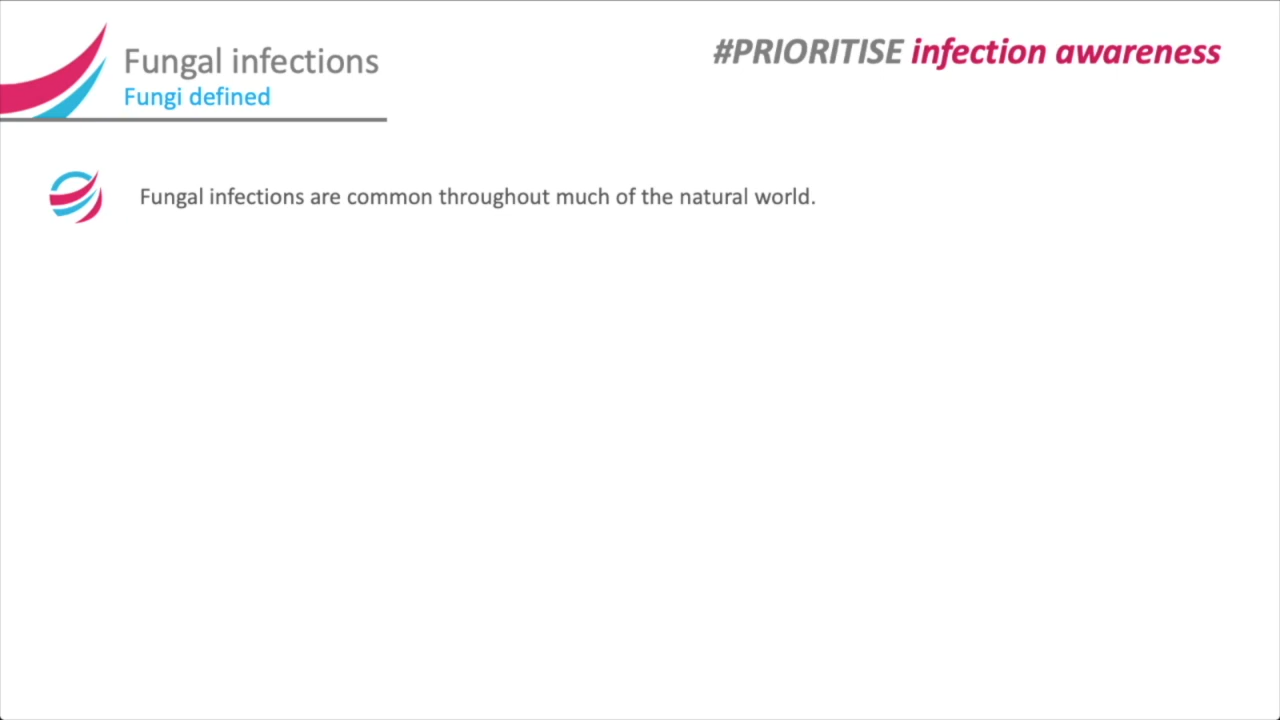 Fungal infections
Fungi defined
#PRIORITISE infection awareness
Fungal infections are common throughout much of the natural world.